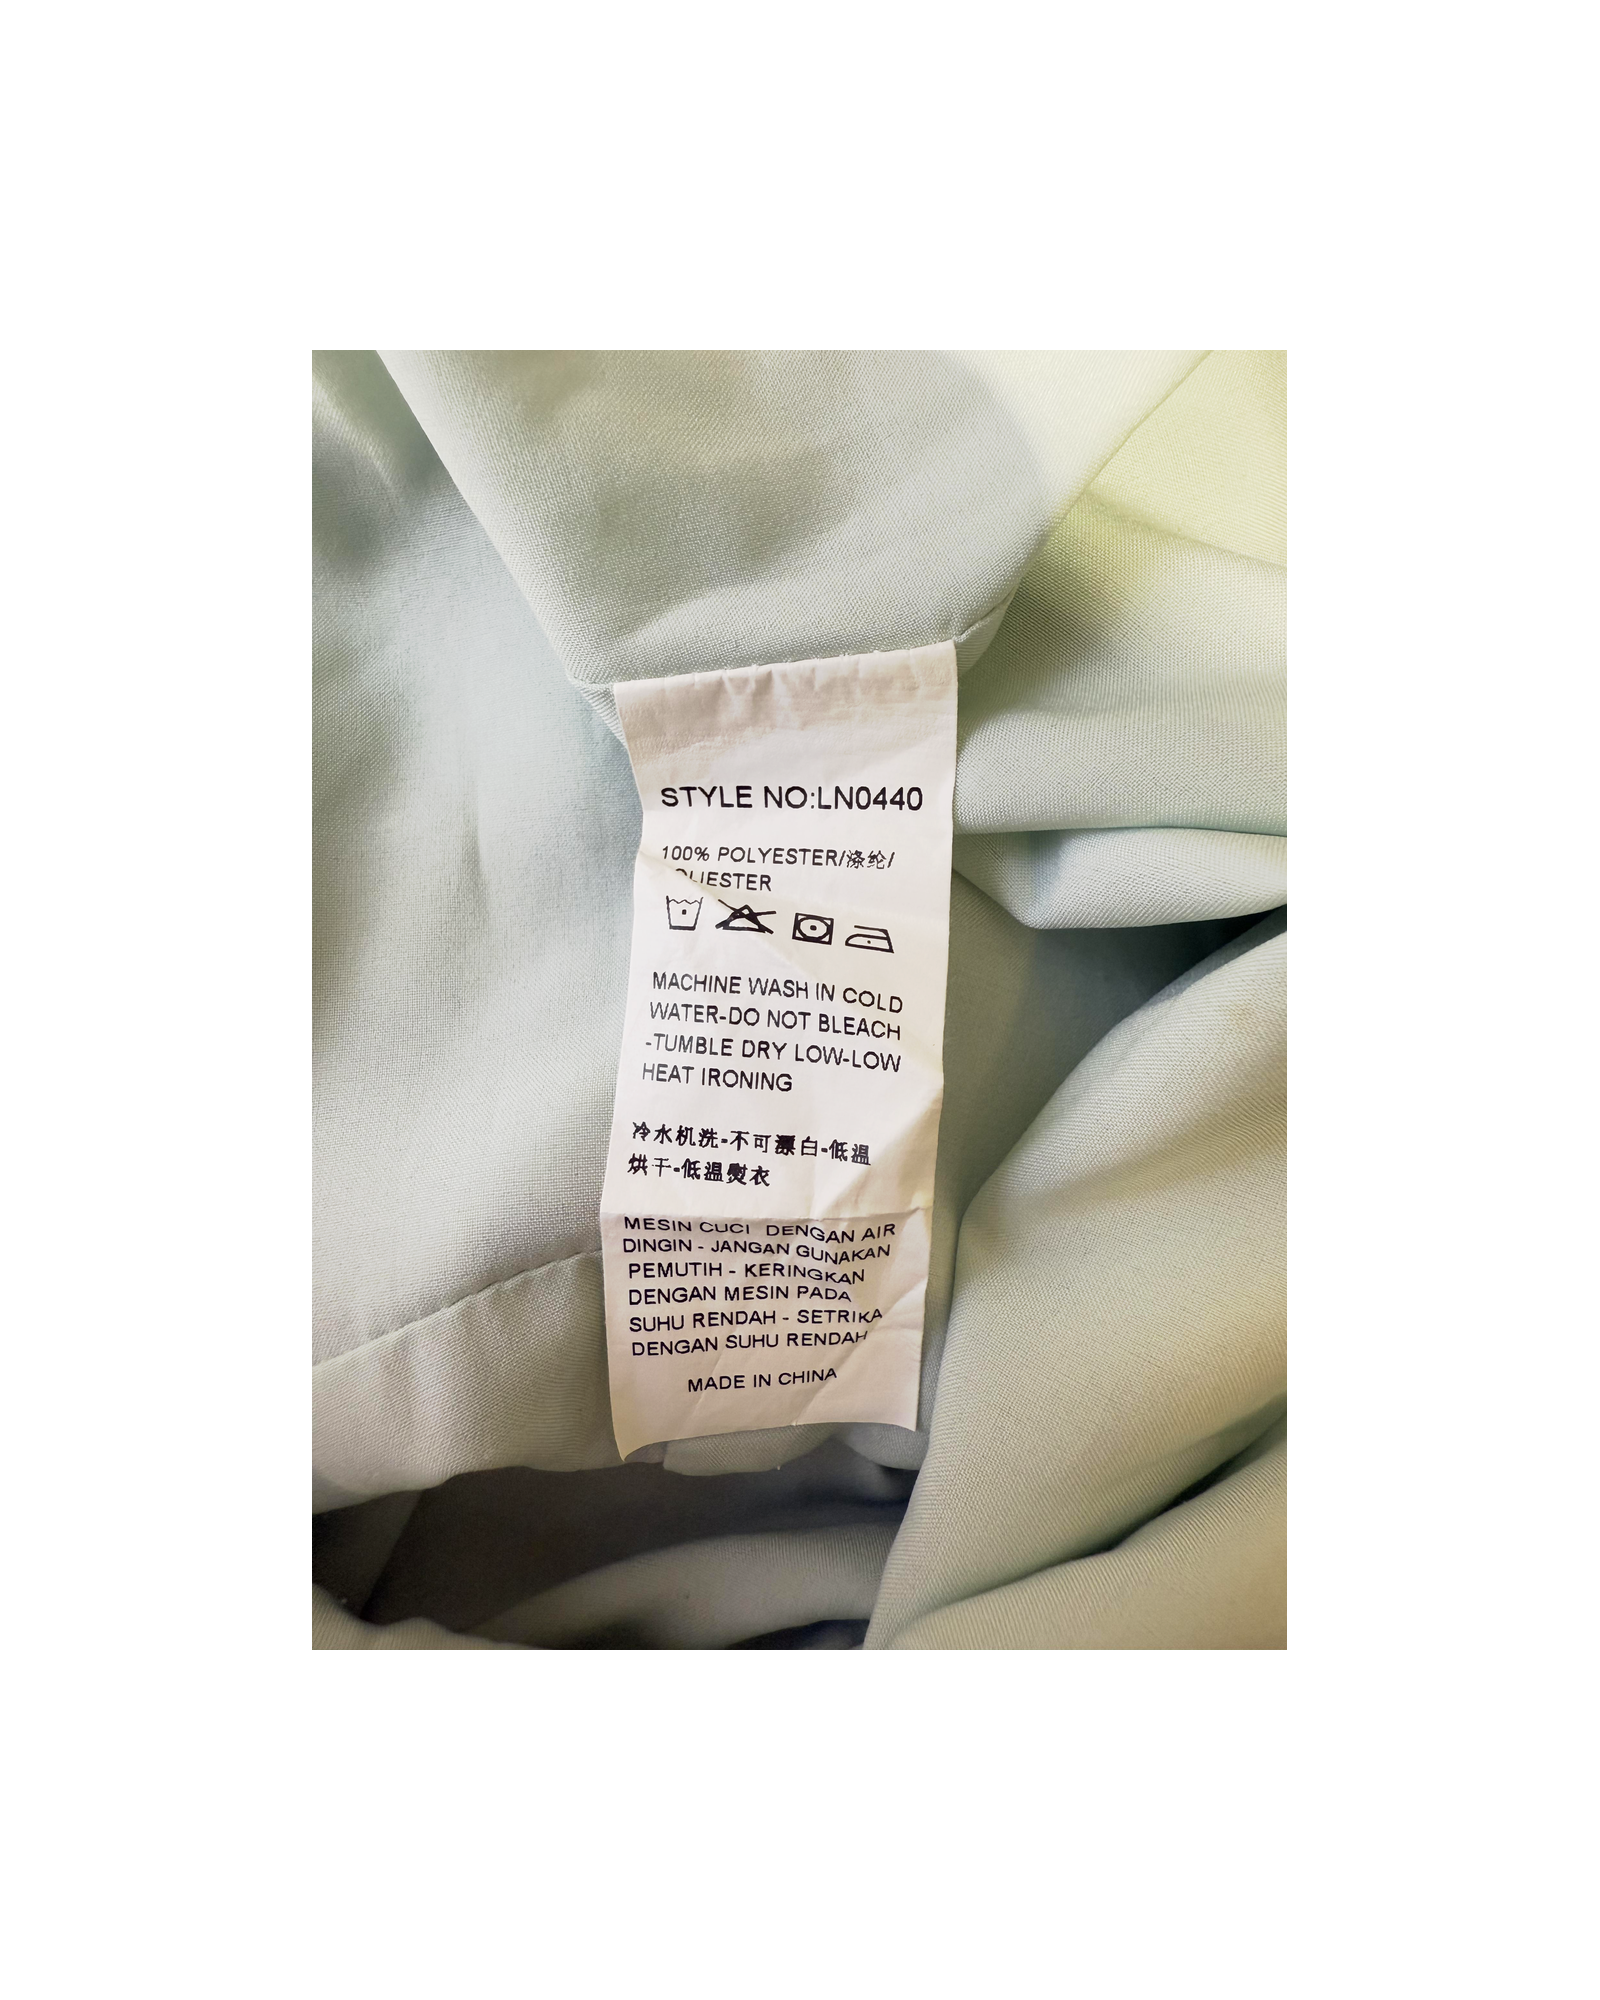 STYLE NO:LN0440
100% POLYESTER/涤纶/
OLIESTER
MACHINE WASH IN COLD
WATER-DO NOT BLEACH
-TUMBLE DRY LOW-LOW
HEAT IRONING
冷水机洗-不可漂白-低温
烘干-低温熨衣
MESIN CUCI DENGAN AIR
DINGIN - JANGAN GUNAKAN
PEMUTIH - KERINGKAN
DENGAN MESIN PADA
SUHU RENDAH - SETRIKA
DENGAN SUHU RENDAH
MADE IN CHINA